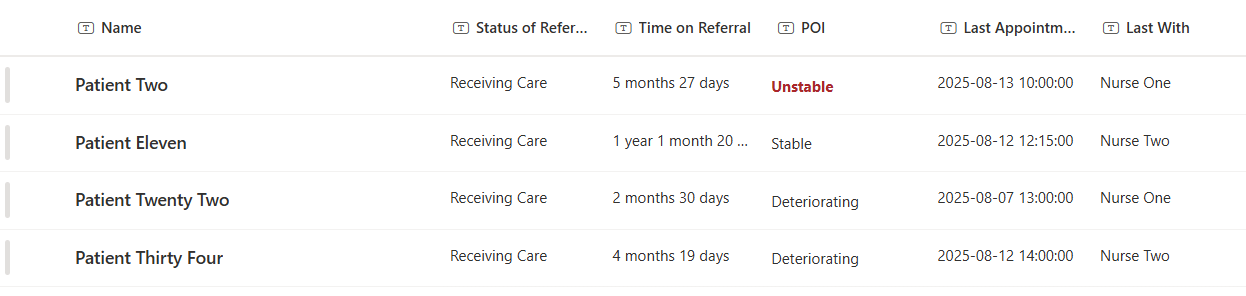 Name Status of Refer... Time on Referral POI Last Appointm... Last With
Patient Two Receiving Care 5 months 27 days Unstable 2025-08-13 10:00:00 Nurse One
Patient Eleven Receiving Care 1 year 1 month 20 ... Stable 2025-08-12 12:15:00 Nurse Two
Patient Twenty Two Receiving Care 2 months 30 days Deteriorating 2025-08-07 13:00:00 Nurse One
Patient Thirty Four Receiving Care 4 months 19 days Deteriorating 2025-08-12 14:00:00 Nurse Two